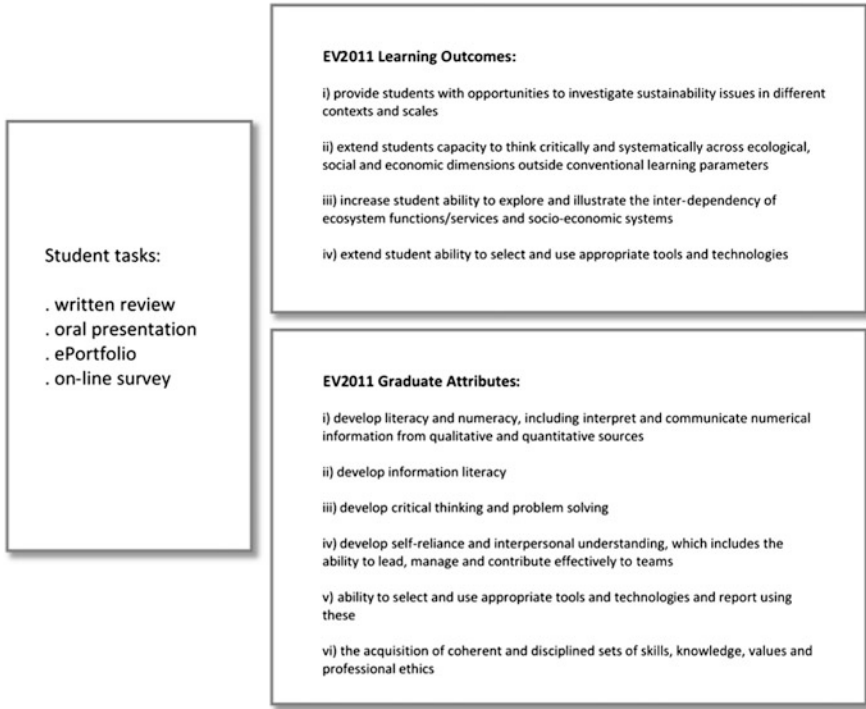 Student tasks:
. written review
. oral presentation
. ePortfolio
. on-line survey
EV2011 Learning Outcomes:
i) provide students with opportunities to investigate sustainability issues in different
contexts and scales
ii) extend students capacity to think critically and systematically across ecological,
social and economic dimensions outside conventional learning parameters
iii) increase student ability to explore and illustrate the inter-dependency of
ecosystem functions/services and socio-economic systems
iv) extend student ability to select and use appropriate tools and technologies
EV2011 Graduate Attributes:
i) develop literacy and numeracy, including interpret and communicate numerical
information from qualitative and quantitative sources
ii) develop information literacy
iii) develop critical thinking and problem solving
iv) develop self-reliance and interpersonal understanding, which includes the
ability to lead, manage and contribute effectively to teams
v) ability to select and use appropriate tools and technologies and report using
these
vi) the acquisition of coherent and disciplined sets of skills, knowledge, values and
professional ethics